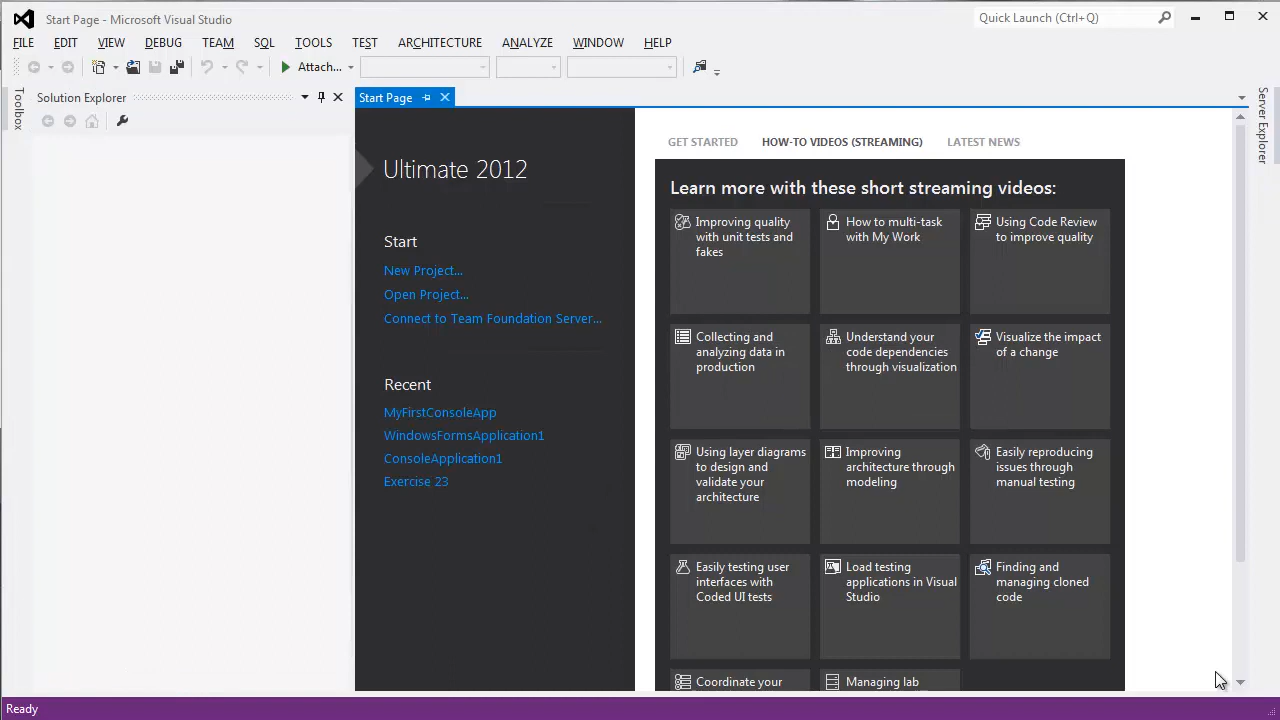 Start Page - Microsoft Visual Studio
Quick Launch (Ctrl+Q)
FILE EDIT VIEW DEBUG TEAM SQL TOOLS TEST ARCHITECTURE ANALYZE WINDOW HELP
Attach...
Toolbox
Solution Explorer
Start Page
Server Explorer
Ultimate 2012
Start
New Project...
Open Project...
Connect to Team Foundation Server...
Recent
MyFirstConsoleApp
WindowsFormsApplication1
ConsoleApplication1
Exercise 23
GET STARTED HOW-TO VIDEOS (STREAMING) LATEST NEWS
Learn more with these short streaming videos:
Improving quality
with unit tests and
fakes
How to multi-task
with My Work
Using Code Review
to improve quality
Collecting and
analyzing data in
production
Understand your
code dependencies
through visualization
Visualize the impact
of a change
Using layer diagrams
to design and
validate your
architecture
Improving
architecture through
modeling
Easily reproducing
issues through
manual testing
Easily testing user
interfaces with
Coded UI tests
Load testing
applications in Visual
Studio
Finding and
managing cloned
code
Coordinate your
Managing lab
Ready